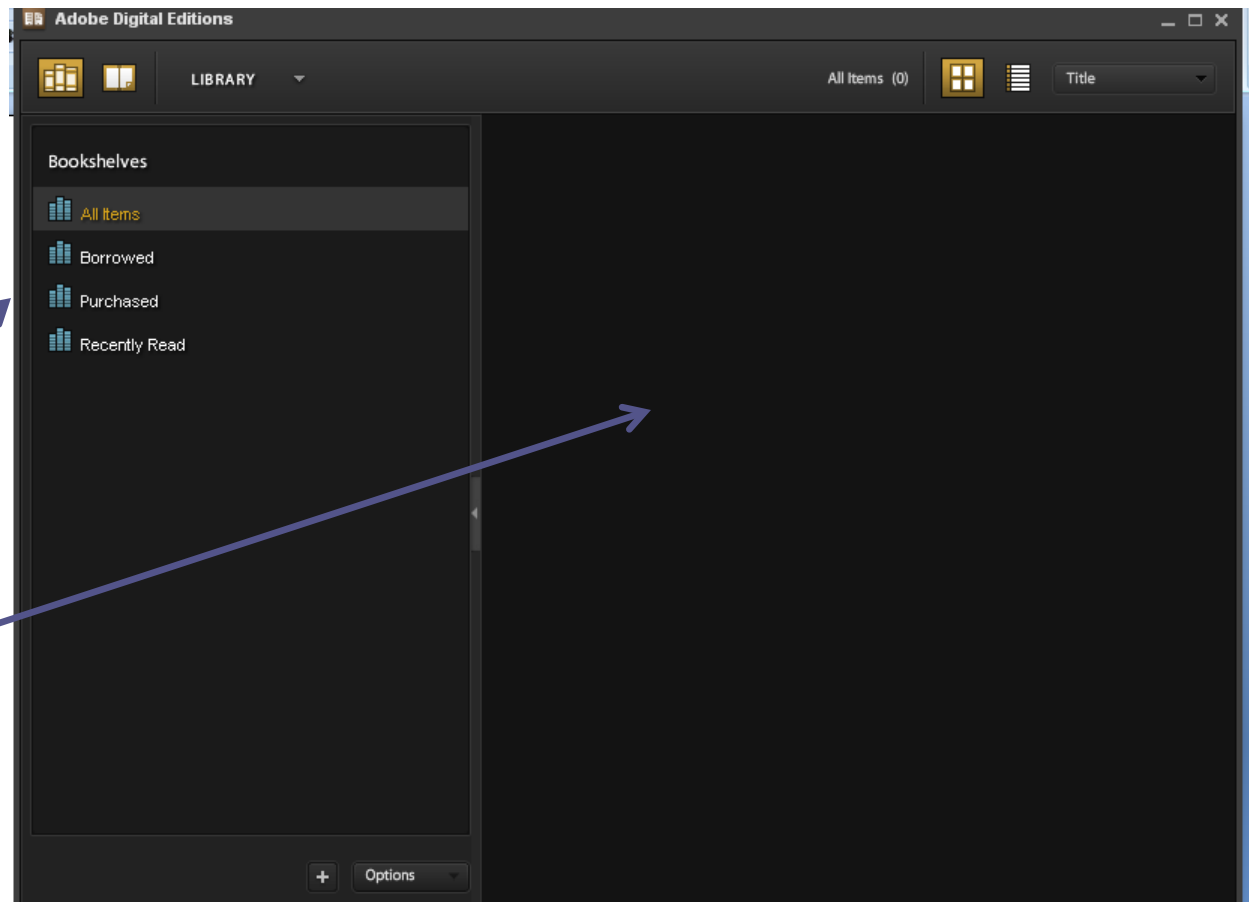 Adobe Digital Editions
LIBRARY
All Items (0)
Title
Bookshelves
All Items
Borrowed
Purchased
Recently Read
+ Options